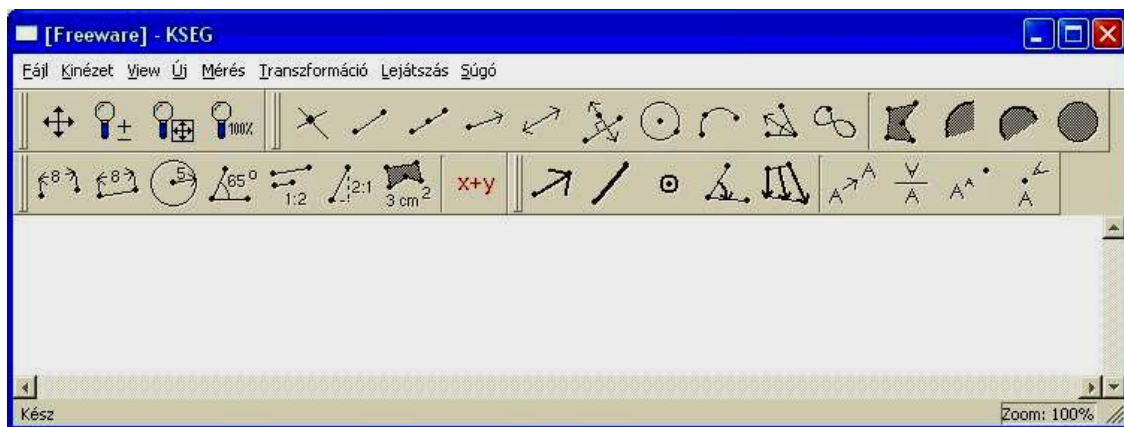 [Freeware] - KSEG
Fájl Kinézet View Új Mérés Transzformáció Lejátszás Súgó
± 100%
8 8 5 65° 1:2 2:1 3 cm² x+y A A A A A A A A
Kész Zoom: 100%